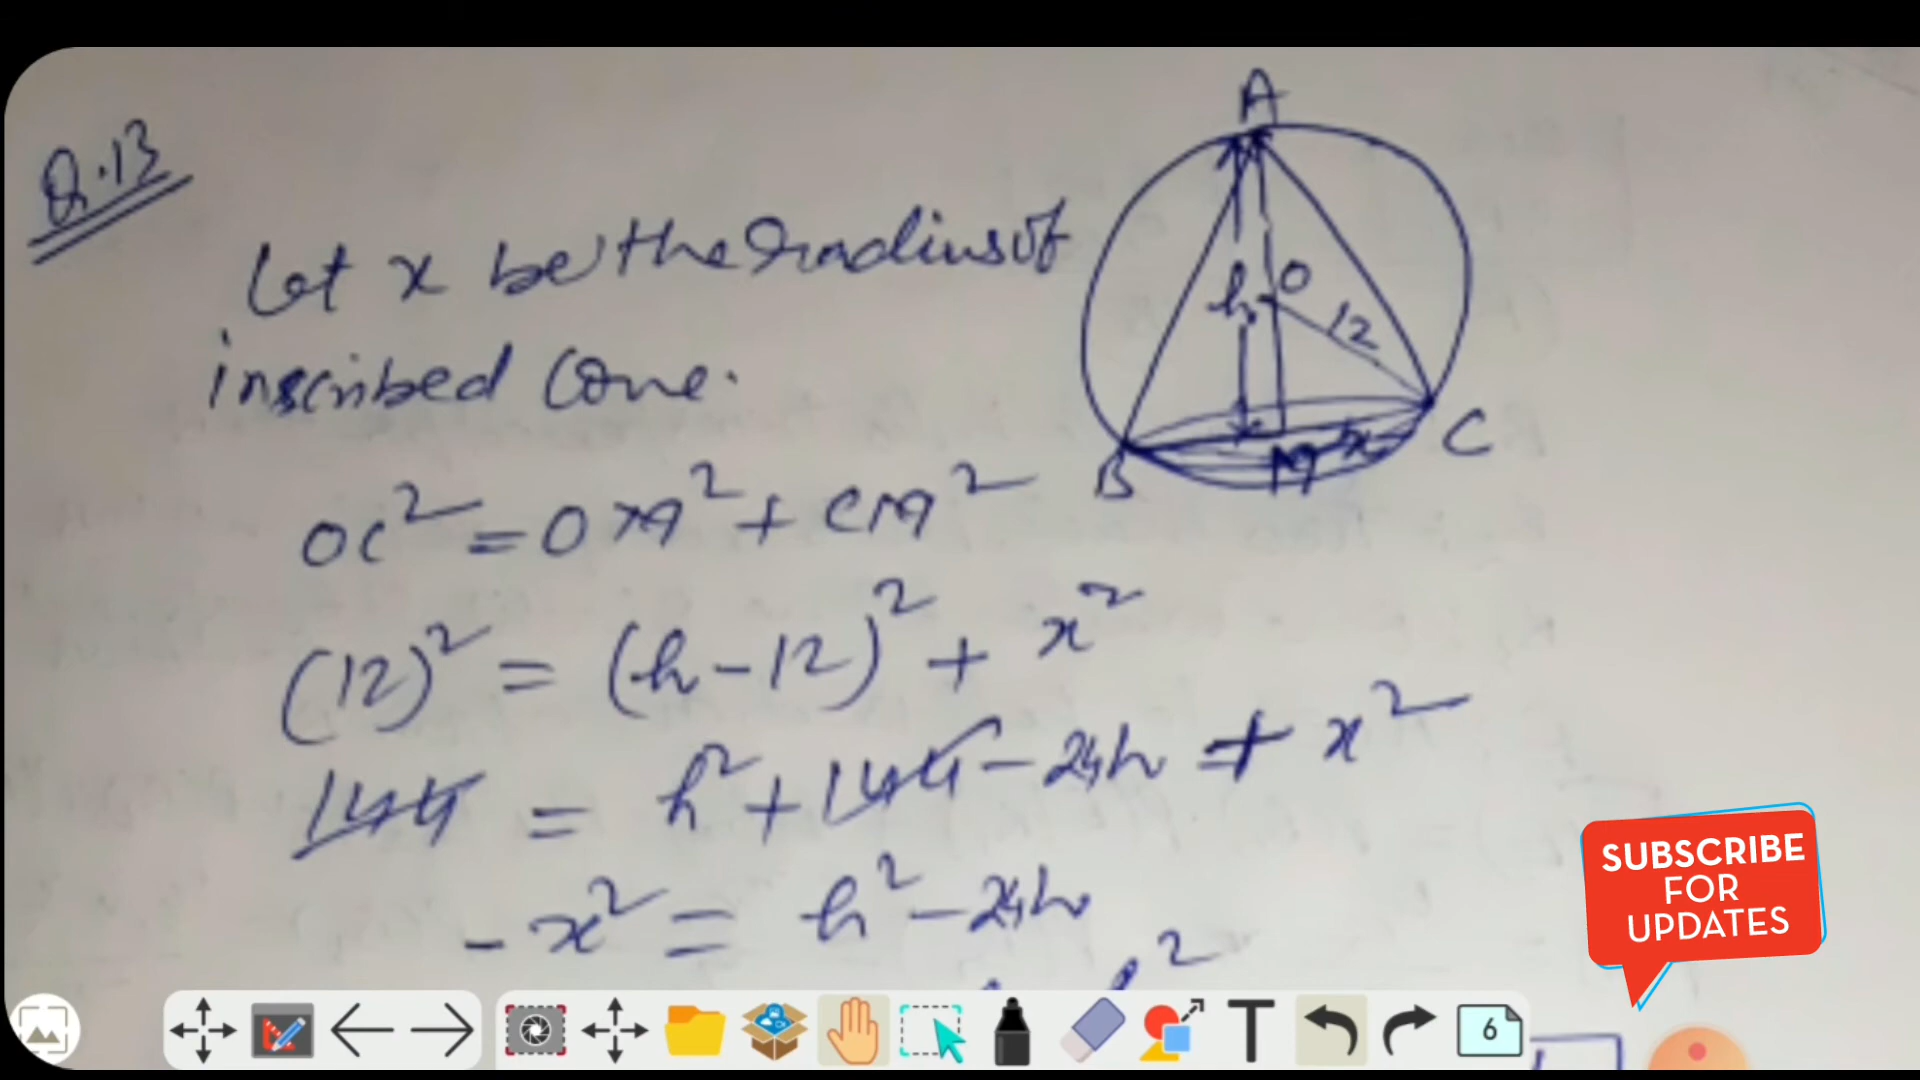 Q.13
Let x be the radius of
inscribed cone.
A
h
O
12
B
M
x
C
OC² = OM² + CM²
(12)² = (h-12)² + x²
144 = h² + 144 - 24h + x²
- x² = h² - 24h
SUBSCRIBE
FOR
UPDATES
T
6